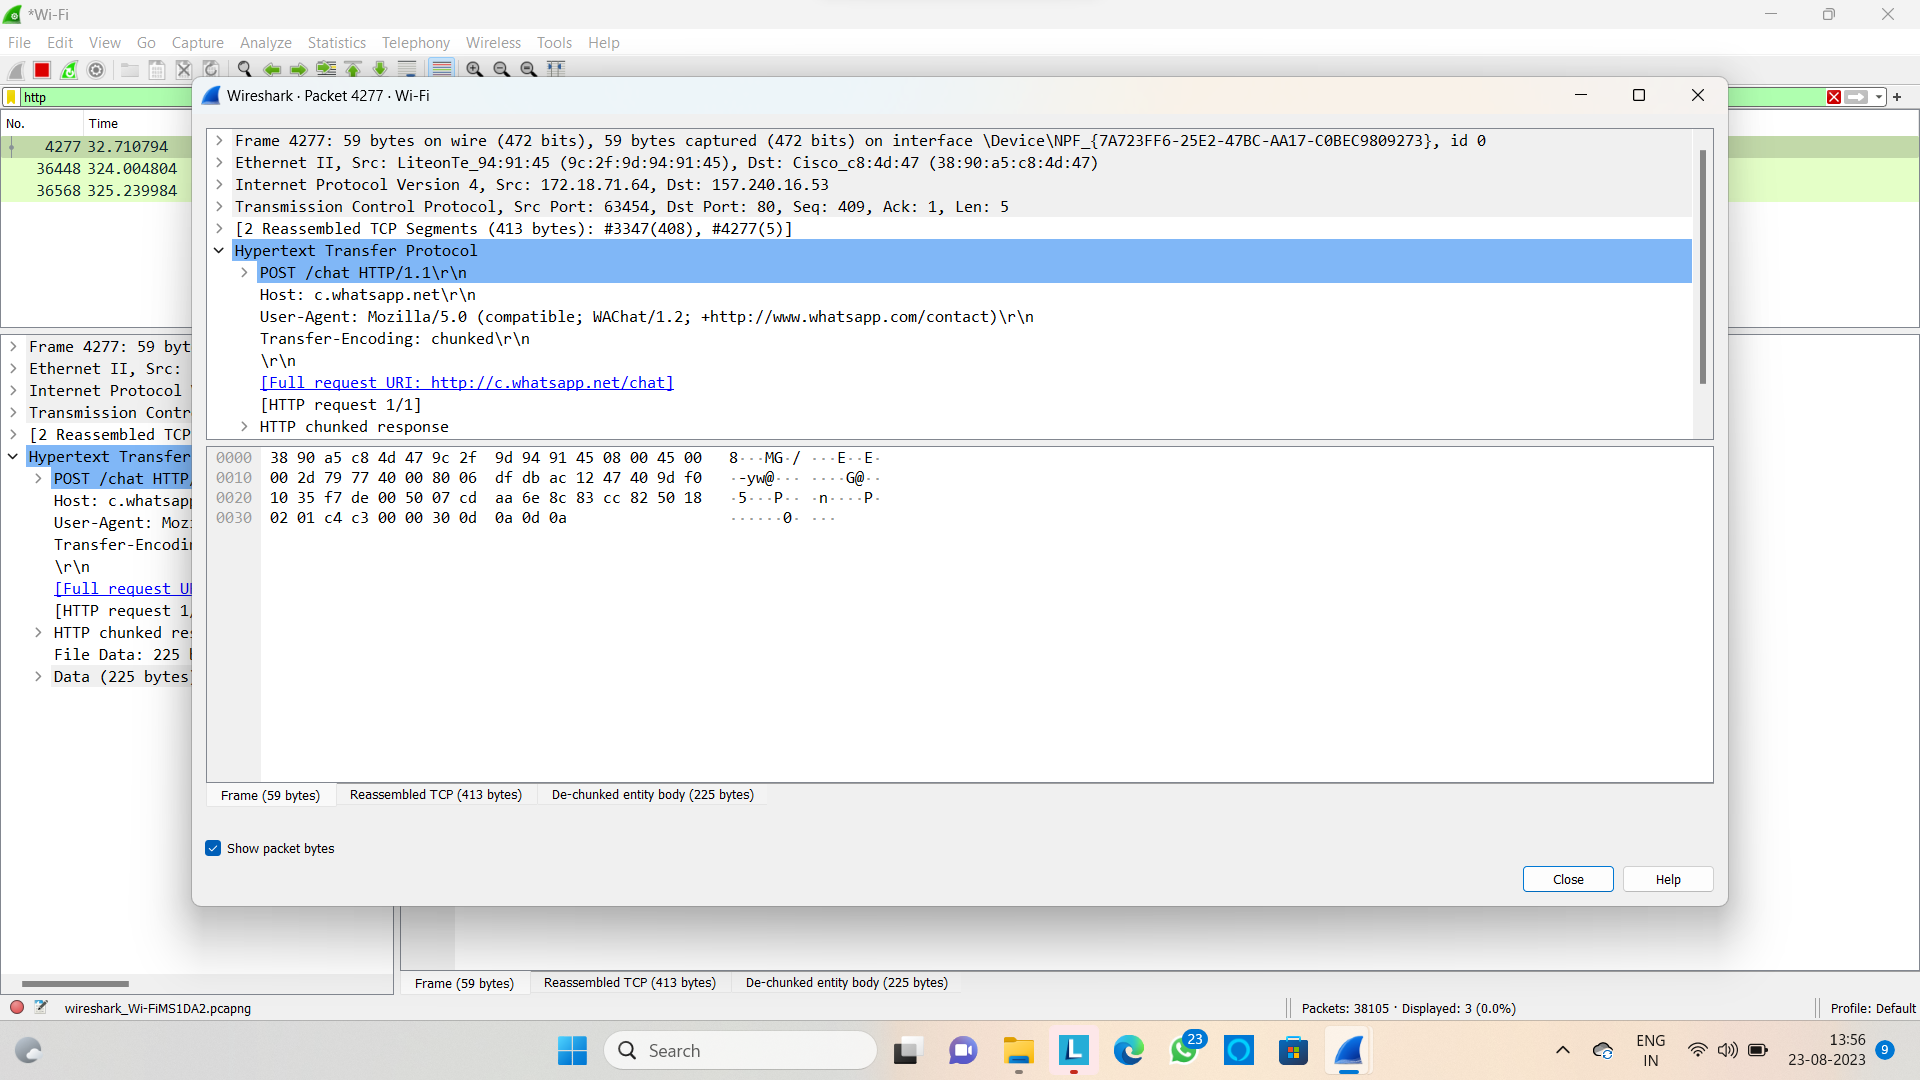 *Wi-Fi
File Edit View Go Capture Analyze Statistics Telephony Wireless Tools Help
http
No. Time
4277 32.710794
36448 324.004804
36568 325.239984
Wireshark · Packet 4277 · Wi-Fi
Frame 4277: 59 bytes on wire (472 bits), 59 bytes captured (472 bits) on interface \Device\NPF_{7A723FF6-25E2-47BC-AA17-C0BEC9809273}, id 0
Ethernet II, Src: LiteonTe_94:91:45 (9c:2f:9d:94:91:45), Dst: Cisco_c8:4d:47 (38:90:a5:c8:4d:47)
Internet Protocol Version 4, Src: 172.18.71.64, Dst: 157.240.16.53
Transmission Control Protocol, Src Port: 63454, Dst Port: 80, Seq: 409, Ack: 1, Len: 5
[2 Reassembled TCP Segments (413 bytes): #3347(408), #4277(5)]
Hypertext Transfer Protocol
POST /chat HTTP/1.1\r\n
Host: c.whatsapp.net\r\n
User-Agent: Mozilla/5.0 (compatible; WAChat/1.2; +http://www.whatsapp.com/contact)\r\n
Transfer-Encoding: chunked\r\n
\r\n
[Full request URI: http://c.whatsapp.net/chat]
[HTTP request 1/1]
HTTP chunked response
0000 38 90 a5 c8 4d 47 9c 2f 9d 94 91 45 08 00 45 00 8···MG·/ ···E··E·
0010 00 2d 79 77 40 00 80 06 df db ac 12 47 40 9d f0 ·-yw@··· ····G@··
0020 10 35 f7 de 00 50 07 cd aa 6e 8c 83 cc 82 50 18 ·5···P·· ·n····P·
0030 02 01 c4 c3 00 00 30 0d 0a 0d 0a ······0· ···
Frame (59 bytes) Reassembled TCP (413 bytes) De-chunked entity body (225 bytes)
Show packet bytes
Close Help
Frame 4277: 59 byt
Ethernet II, Src:
Internet Protocol
Transmission Contr
[2 Reassembled TCP
Hypertext Transfer
POST /chat HTTP/
Host: c.whatsapp
User-Agent: Moz
Transfer-Encodin
\r\n
[Full request U
[HTTP request 1/
HTTP chunked res
File Data: 225 b
Data (225 bytes)
Frame (59 bytes) Reassembled TCP (413 bytes) De-chunked entity body (225 bytes)
wireshark_Wi-FiMS1DA2.pcapng Packets: 38105 · Displayed: 3 (0.0%) Profile: Default
Search 23 ENG 13:56
IN 23-08-2023 9